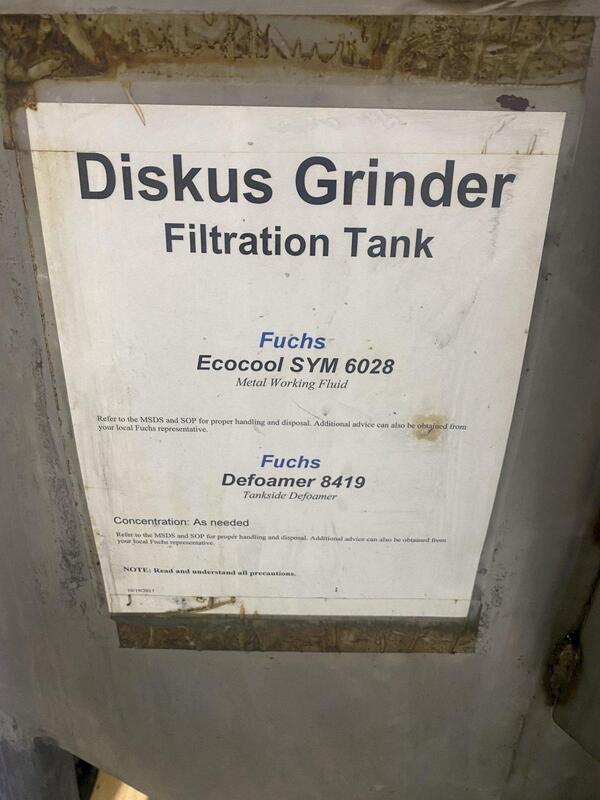 Diskus Grinder
Filtration Tank
Fuchs
Ecocool SYM 6028
Metal Working Fluid
Refer to the MSDS and SOP for proper handling and disposal. Additional advice can also be obtained from
your local Fuchs representative.
Fuchs
Defoamer 8419
Tankside Defoamer
Concentration: As needed
Refer to the MSDS and SOP for proper handling and disposal. Additional advice can also be obtained from
your local Fuchs representative.
NOTE: Read and understand all precautions.
10/19/2017